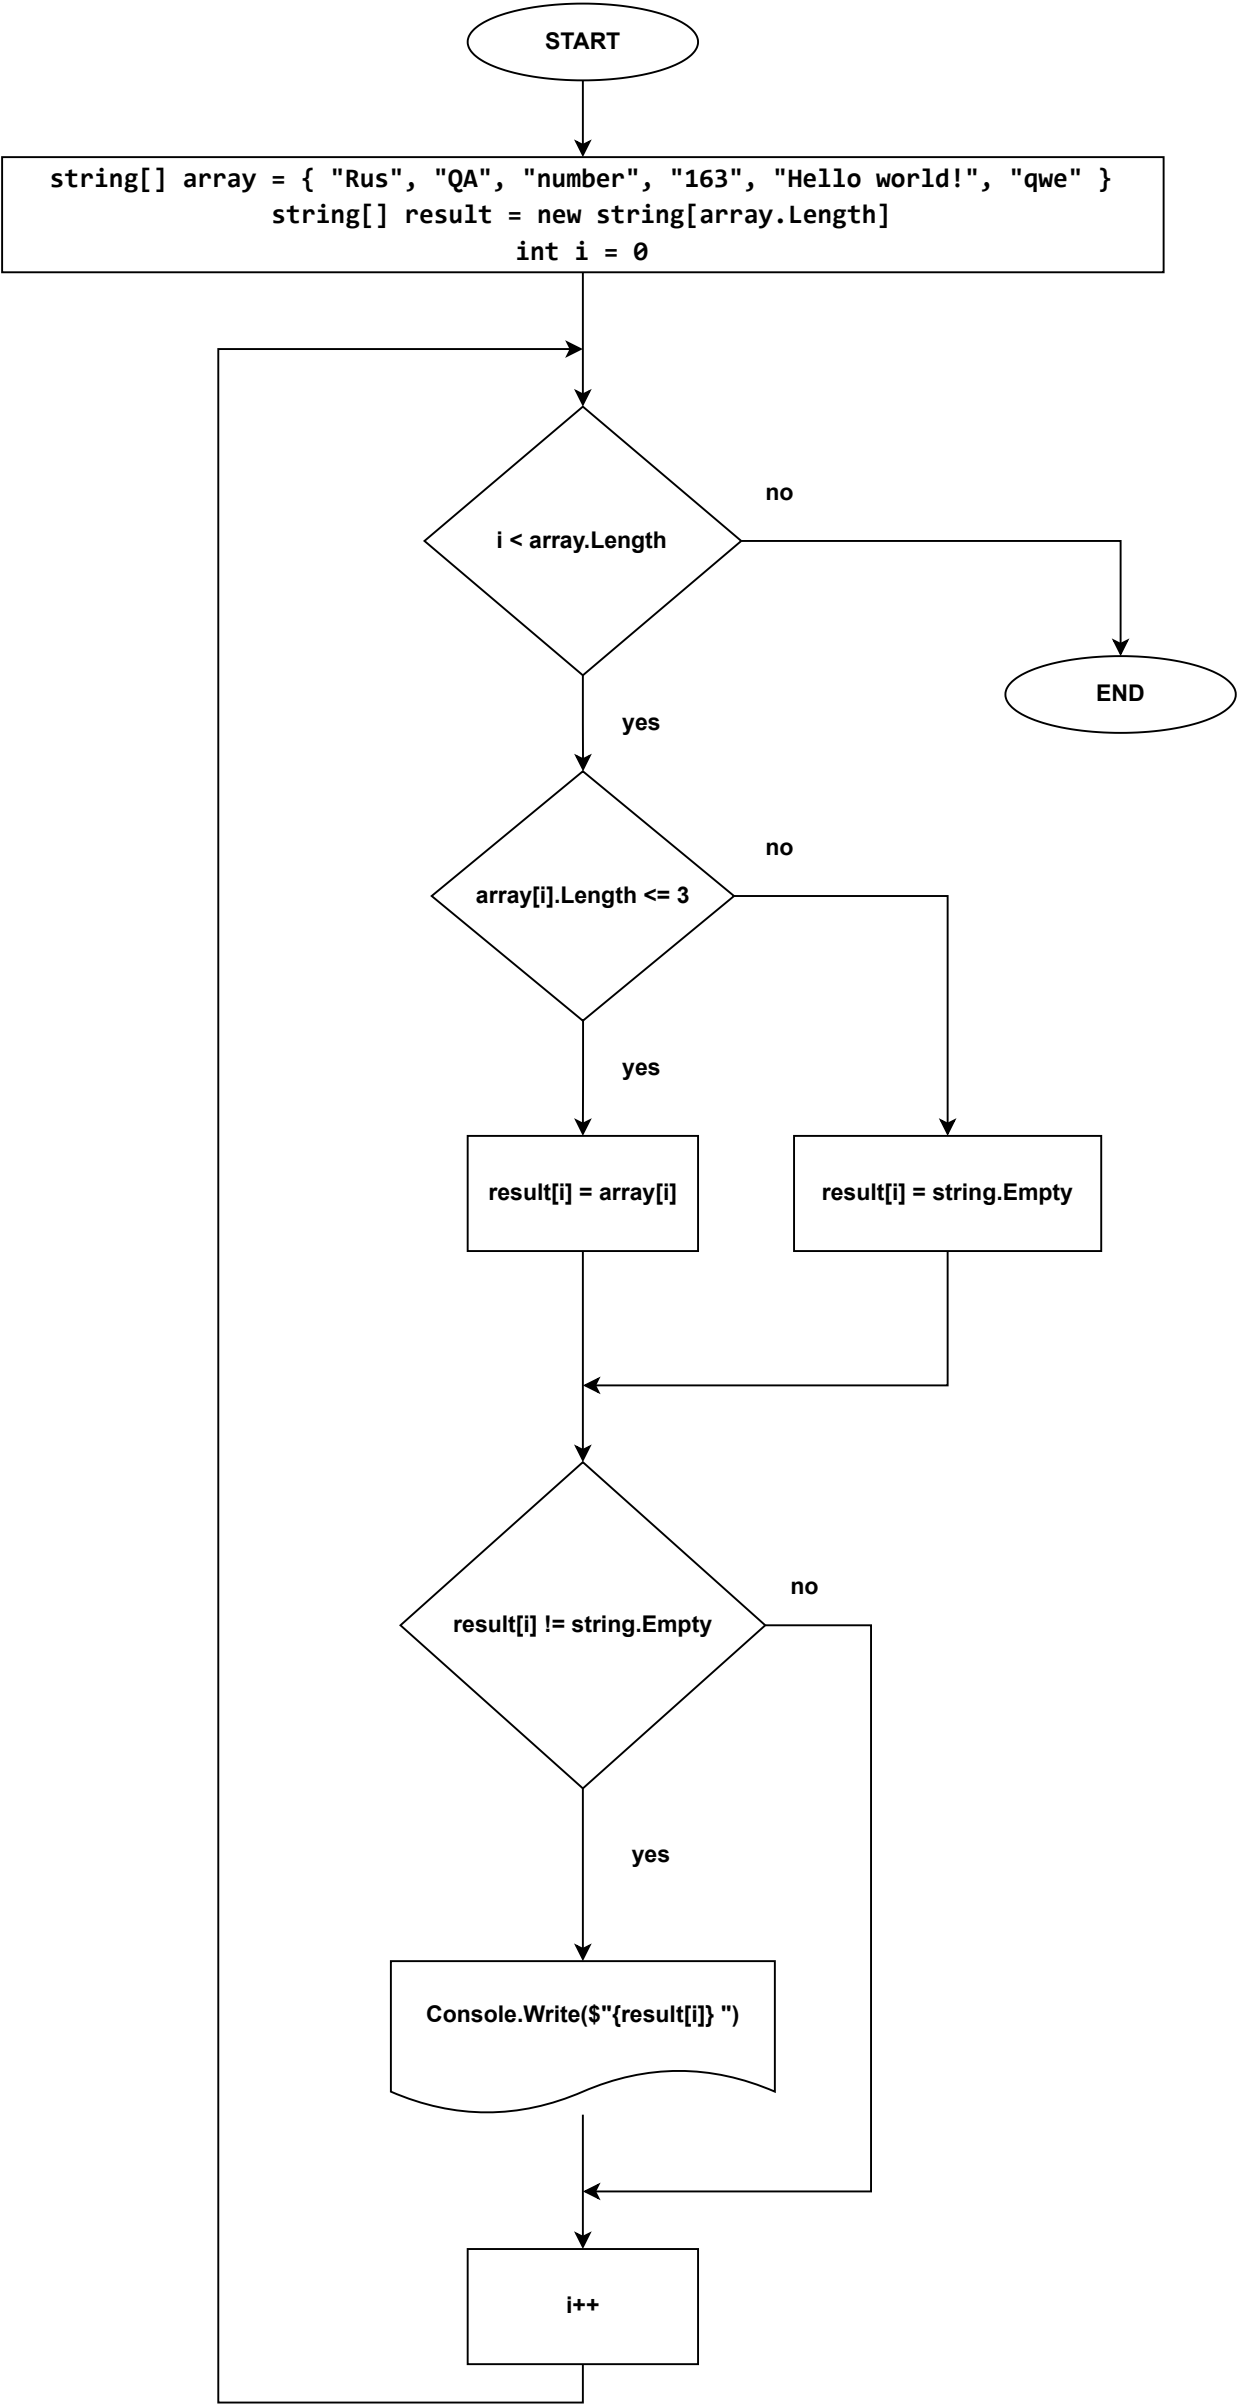 START
string[] array = { "Rus", "QA", "number", "163", "Hello world!", "qwe" }
string[] result = new string[array.Length]
int i = 0
no
i < array.Length
END
yes
no
array[i].Length <= 3
yes
result[i] = array[i]
result[i] = string.Empty
no
result[i] != string.Empty
yes
Console.Write($"{result[i]} ")
i++